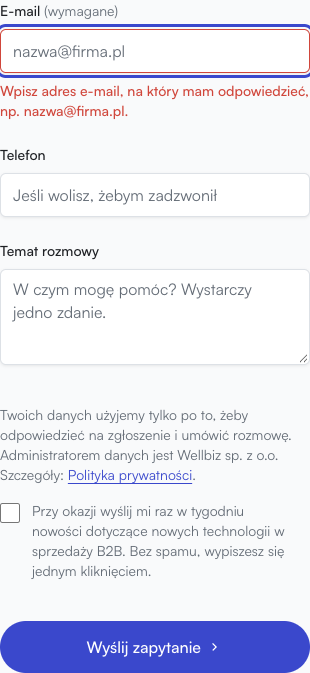 E-mail (wymagane)
nazwa@firma.pl
Wpisz adres e-mail, na który mam odpowiedzieć,
np. nazwa@firma.pl.
Telefon
Jeśli wolisz, żebym zadzwonił
Temat rozmowy
W czym mogę pomóc? Wystarczy
jedno zdanie.
Twoich danych użyjemy tylko po to, żeby
odpowiedzieć na zgłoszenie i umówić rozmowę.
Administratorem danych jest Wellbiz sp. z o.o.
Szczegóły: Polityka prywatności.
Przy okazji wyślij mi raz w tygodniu
nowości dotyczące nowych technologii w
sprzedaży B2B. Bez spamu, wypiszesz się
jednym kliknięciem.
Wyślij zapytanie